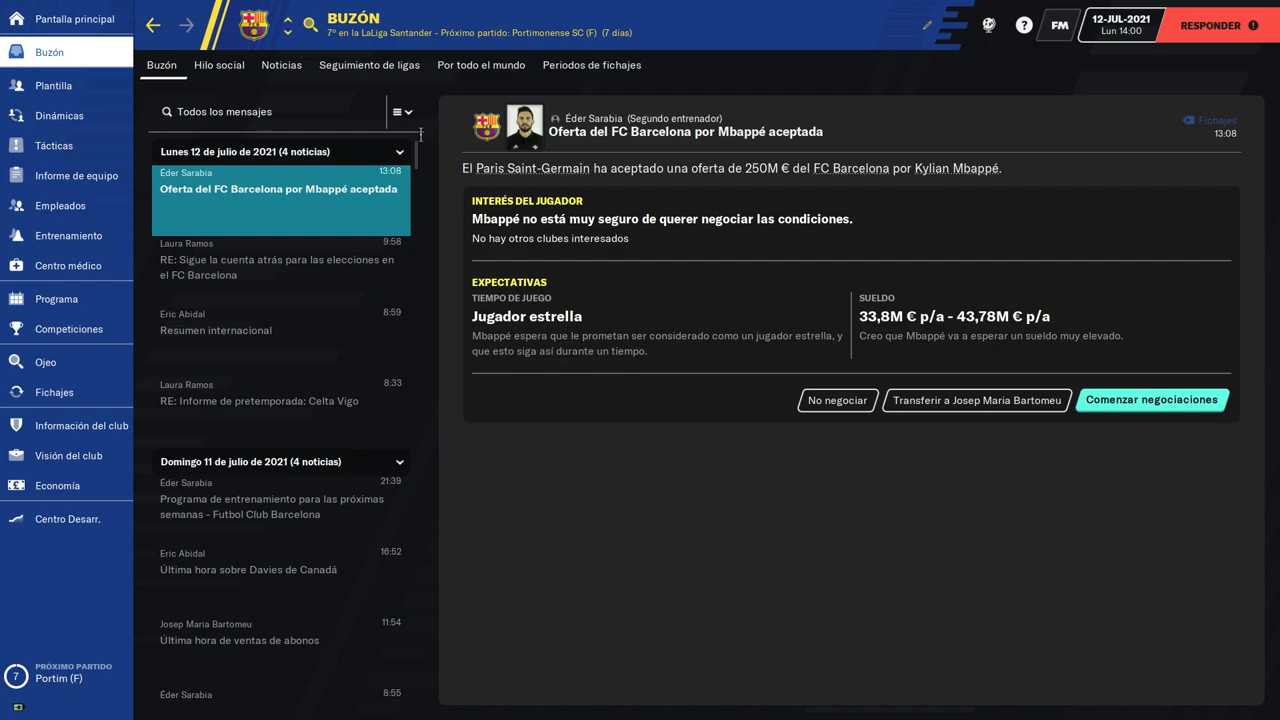 Pantalla principal
Buzón
Plantilla
Dinámicas
Tácticas
Informe de equipo
Empleados
Entrenamiento
Centro médico
Programa
Competiciones
Ojeo
Fichajes
Información del club
Visión del club
Economía
Centro Desarr.
PRÓXIMO PARTIDO
7 Portim (F)
BUZÓN
7º en la LaLiga Santander - Próximo partido: Portimonense SC (F) (7 días)
? FM
12-JUL-2021
Lun 14:00
RESPONDER
Buzón Hilo social Noticias Seguimiento de ligas Por todo el mundo Periodos de fichajes
Todos los mensajes
Lunes 12 de julio de 2021 (4 noticias)
Éder Sarabia 13:08
Oferta del FC Barcelona por Mbappé aceptada
Laura Ramos 9:58
RE: Sigue la cuenta atrás para las elecciones en
el FC Barcelona
Eric Abidal 8:59
Resumen internacional
Laura Ramos 8:33
RE: Informe de pretemporada: Celta Vigo
Domingo 11 de julio de 2021 (4 noticias)
Éder Sarabia 21:39
Programa de entrenamiento para las próximas
semanas - Futbol Club Barcelona
Eric Abidal 16:52
Última hora sobre Davies de Canadá
Josep Maria Bartomeu 11:54
Última hora de ventas de abonos
Éder Sarabia 8:55
Éder Sarabia (Segundo entrenador)
Oferta del FC Barcelona por Mbappé aceptada
Fichajes
13:08
El Paris Saint-Germain ha aceptado una oferta de 250M € del FC Barcelona por Kylian Mbappé.
INTERÉS DEL JUGADOR
Mbappé no está muy seguro de querer negociar las condiciones.
No hay otros clubes interesados
EXPECTATIVAS
TIEMPO DE JUEGO
Jugador estrella
Mbappé espera que le prometan ser considerado como un jugador estrella, y
que esto siga así durante un tiempo.
SUELDO
33,8M € p/a - 43,78M € p/a
Creo que Mbappé va a esperar un sueldo muy elevado.
No negociar Transferir a Josep Maria Bartomeu Comenzar negociaciones